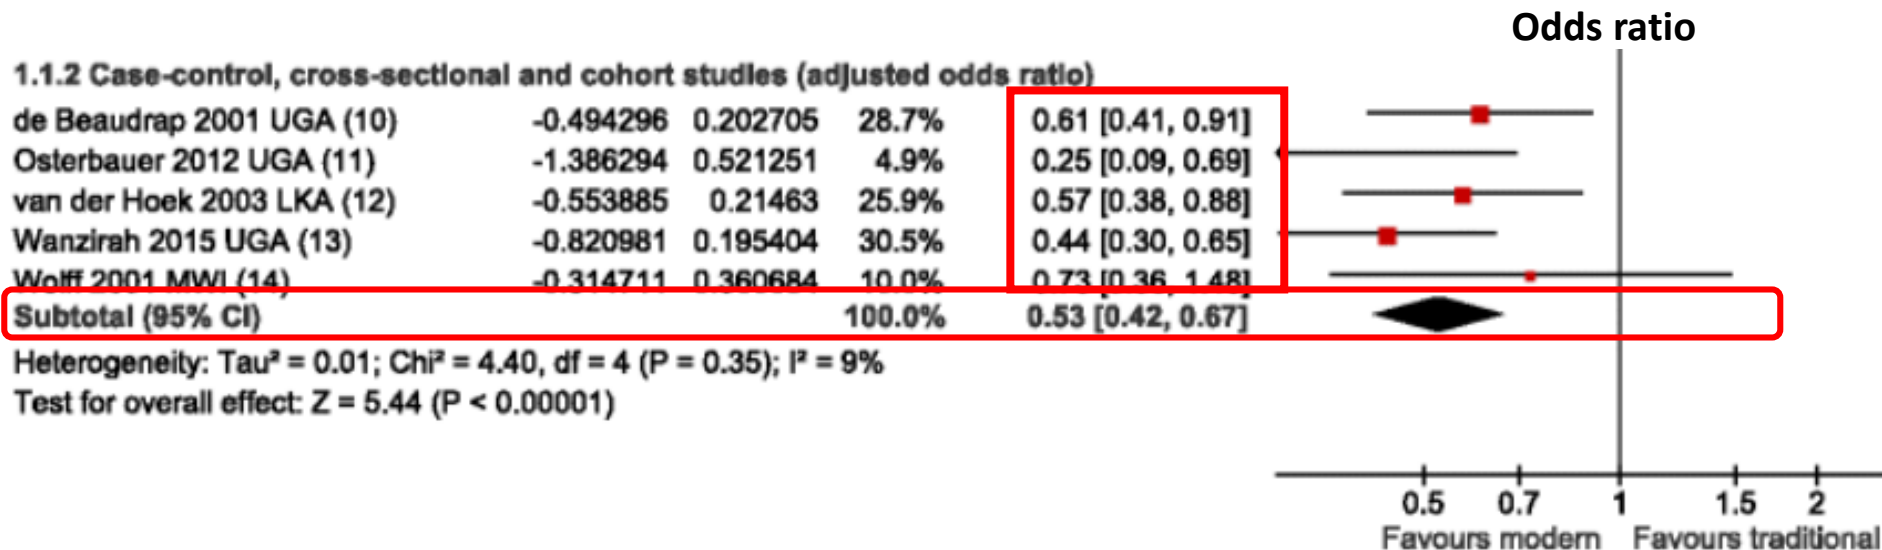 Odds ratio
1.1.2 Case-control, cross-sectional and cohort studies (adjusted odds ratio)
de Beaudrap 2001 UGA (10) -0.494296 0.202705 28.7% 0.61 [0.41, 0.91]
Osterbauer 2012 UGA (11) -1.386294 0.521251 4.9% 0.25 [0.09, 0.69]
van der Hoek 2003 LKA (12) -0.553885 0.21463 25.9% 0.57 [0.38, 0.88]
Wanzirah 2015 UGA (13) -0.820981 0.195404 30.5% 0.44 [0.30, 0.65]
Wolff 2001 MWI (14) -0.314711 0.360684 10.0% 0.73 [0.36, 1.48]
Subtotal (95% CI) 100.0% 0.53 [0.42, 0.67]
Heterogeneity: Tau² = 0.01; Chi² = 4.40, df = 4 (P = 0.35); I² = 9%
Test for overall effect: Z = 5.44 (P < 0.00001)
0.5 0.7 1 1.5 2
Favours modern Favours traditional